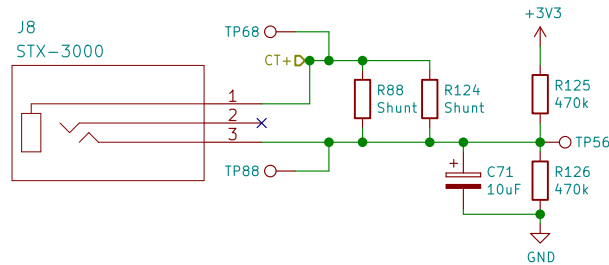 +3V3
J8
STX-3000
TP68
CT+
R88
Shunt
R124
Shunt
R125
470k
1
2
3
TP56
TP88
+
C71
10uF
R126
470k
GND